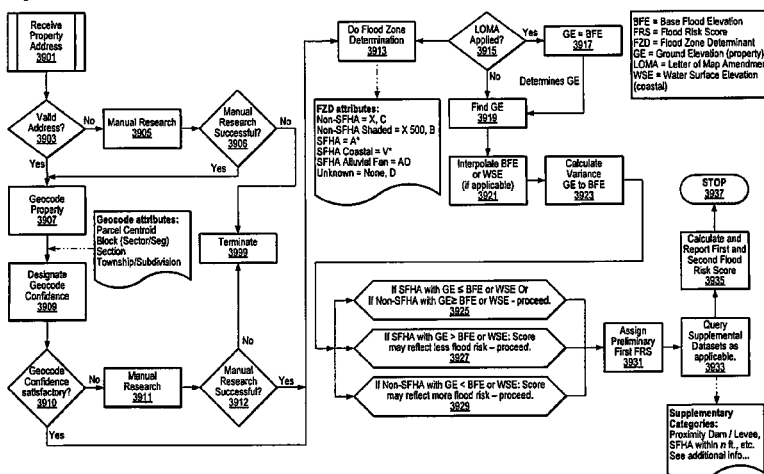 Receive
Property
Address
3901
Valid
Address?
3903
No
Manual Research
3905
Manual
Research
Successful?
3906
No
Yes
Yes
Geocode
Property
3907
Geocode attributes:
Parcel Centroid
Block (Sector/Seg)
Section
Township/Subdivision
Designate
Geocode
Confidence
3909
Terminate
3999
Geocode
Confidence
satisfactory?
3910
No
Manual
Research
3911
Manual
Research
Successful?
3912
No
Yes
Yes
Do Flood Zone
Determination
3913
LOMA
Applied?
3915
Yes
GE = BFE
3917
No
Determines GE
FZD attributes:
Non-SFHA = X, C
Non-SFHA Shaded = X 500, B
SFHA = A*
SFHA Coastal = V*
SFHA Alluvial Fan = AO
Unknown = None, D
Find GE
3919
Interpolate BFE
or WSE
(if applicable)
3921
Calculate
Variance
GE to BFE
3923
BFE = Base Flood Elevation
FRS = Flood Risk Score
FZD = Flood Zone Determinant
GE = Ground Elevation (property)
LOMA = Letter of Map Amendment
WSE = Water Surface Elevation
(coastal)
If SFHA with GE ≤ BFE or WSE Or
If Non-SFHA with GE≥ BFE or WSE - proceed.
3925
If SFHA with GE > BFE or WSE: Score
may reflect less flood risk – proceed.
3927
If Non-SFHA with GE < BFE or WSE: Score
may reflect more flood risk – proceed.
3929
Assign
Preliminary
First FRS
3931
Query
Supplemental
Datasets as
applicable.
3933
Calculate and
Report First and
Second Flood
Risk Score
3935
STOP
3937
Supplementary
Categories:
Proximity Dam / Levee,
SFHA within n ft., etc.
See additional info...